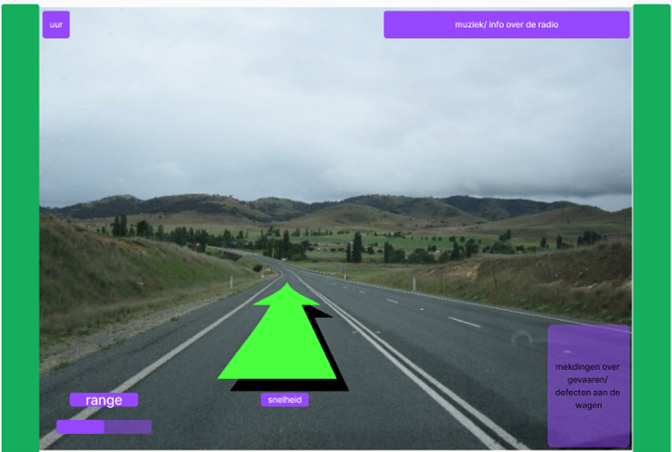 uur
muziek/ info over de radio
range
snelheid
mekdingen over
gevaaren/
defecten aan de
wagen